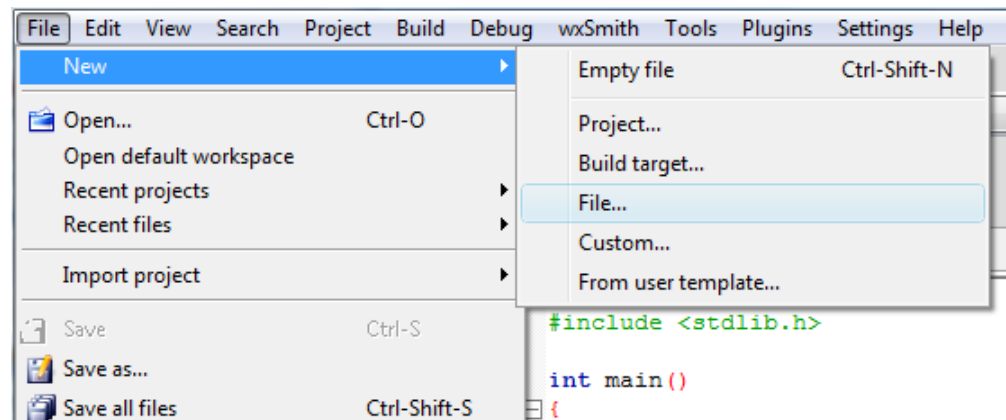 File Edit View Search Project Build Debug wxSmith Tools Plugins Settings Help
New
Open... Ctrl-O
Open default workspace
Recent projects
Recent files
Import project
Save Ctrl-S
Save as...
Save all files Ctrl-Shift-S
Empty file Ctrl-Shift-N
Project...
Build target...
File...
Custom...
From user template...
#include <stdlib.h>
int main()
{